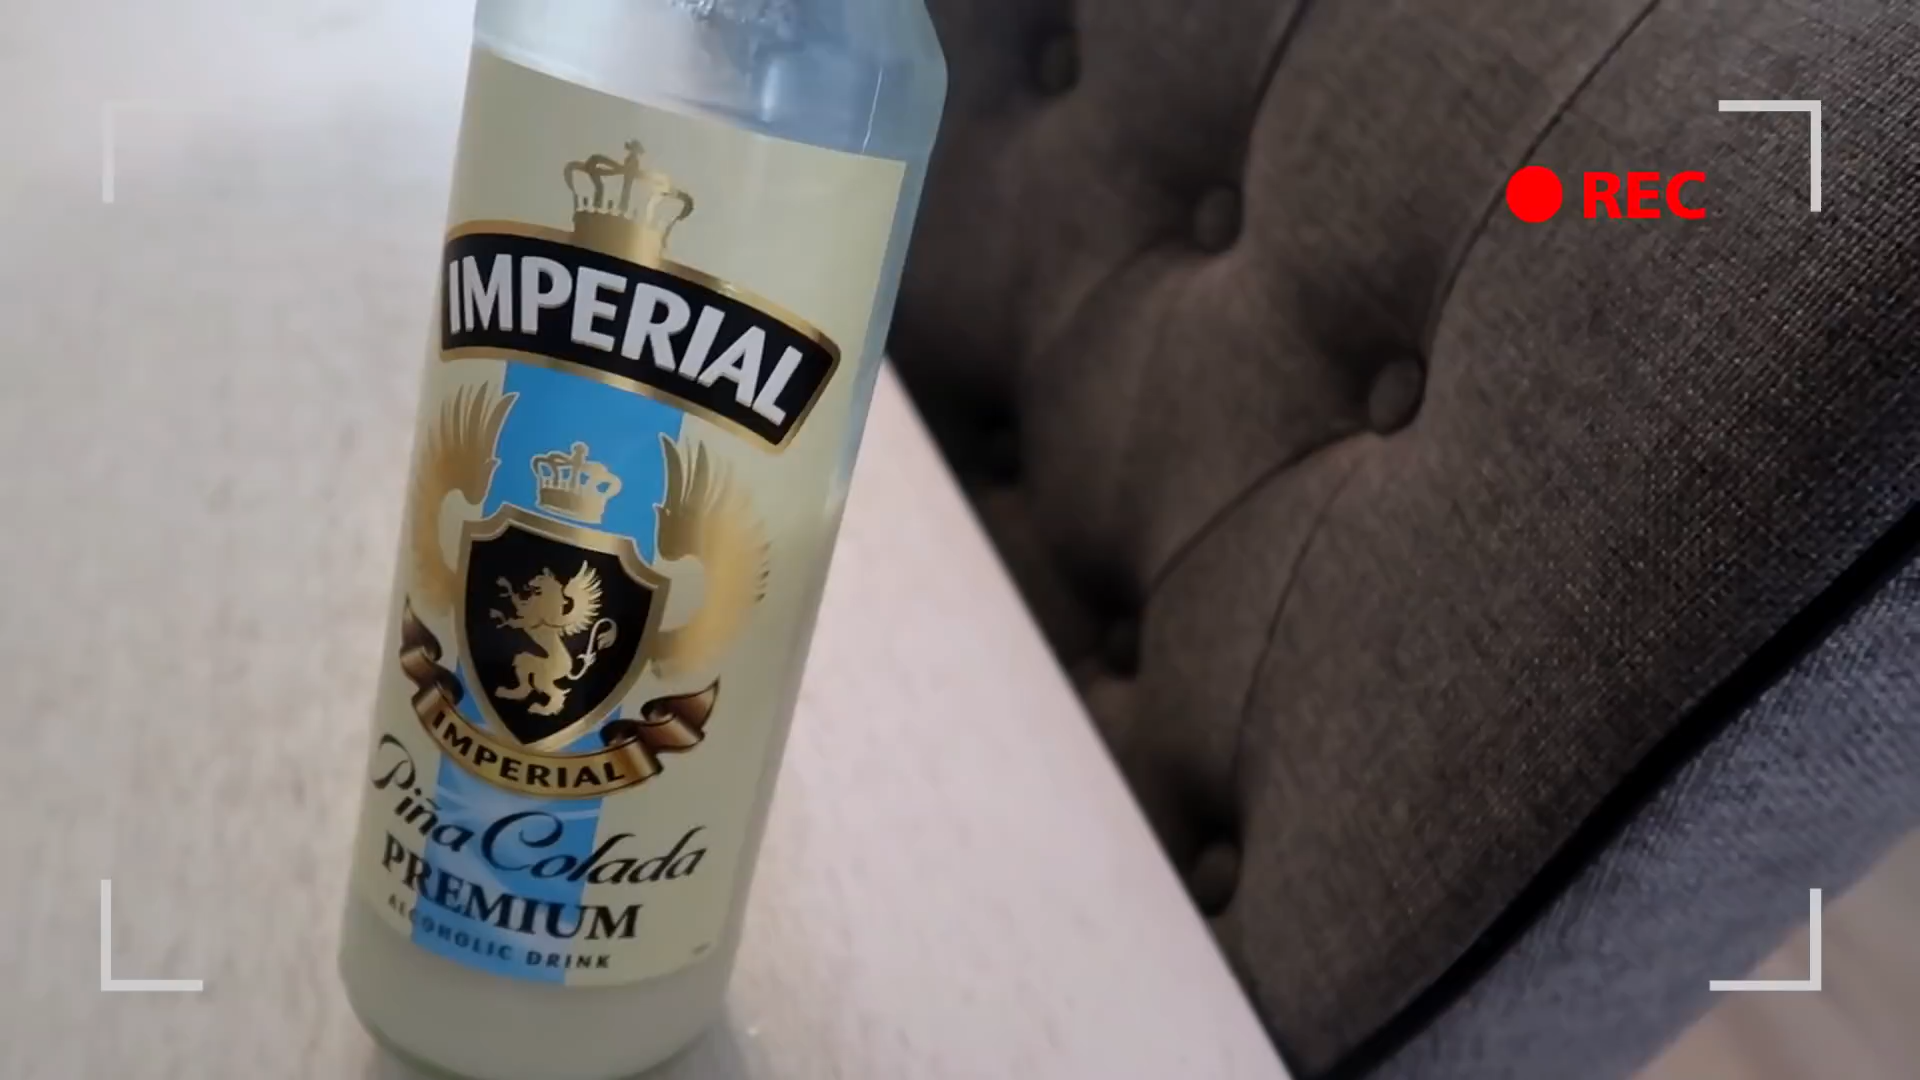 IMPERIAL
REC
IMPERIAL
Piña Colada
PREMIUM
ALCOHOLIC DRINK